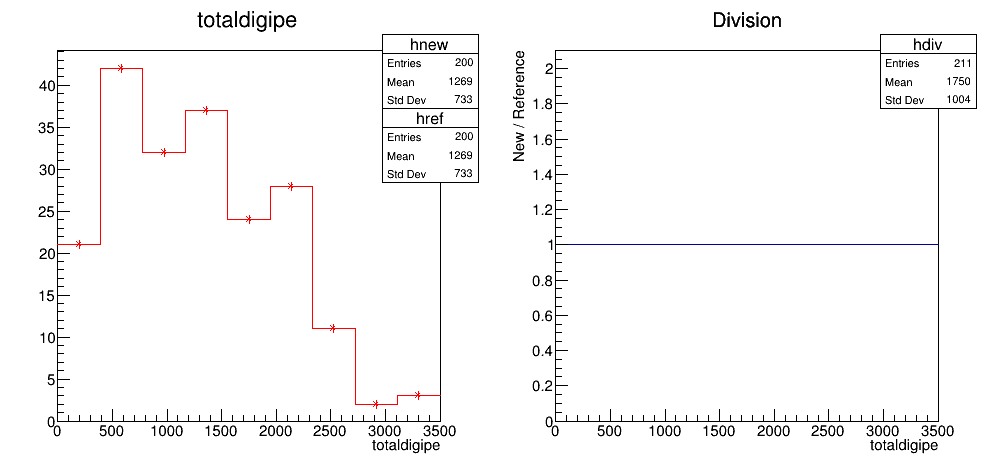 totaldigipe
hnew
Entries 200
Mean 1269
Std Dev 733
href
Entries 200
Mean 1269
Std Dev 733
40
35
30
25
20
15
10
5
0
0 500 1000 1500 2000 2500 3000 3500
totaldigipe
Division
hdiv
Entries 211
Mean 1750
Std Dev 1004
New / Reference
2
1.8
1.6
1.4
1.2
1
0.8
0.6
0.4
0.2
0
0 500 1000 1500 2000 2500 3000 3500
totaldigipe